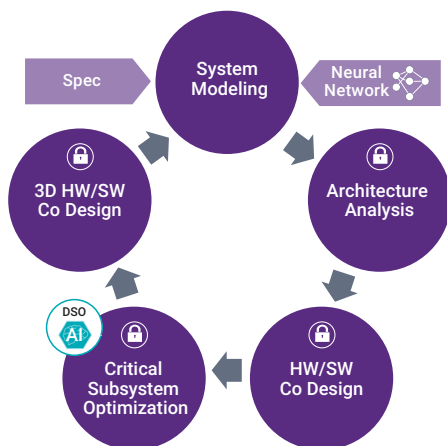 System
Modeling
Spec
Neural
Network
Architecture
Analysis
HW/SW
Co Design
DSO
AI
Critical
Subsystem
Optimization
3D HW/SW
Co Design